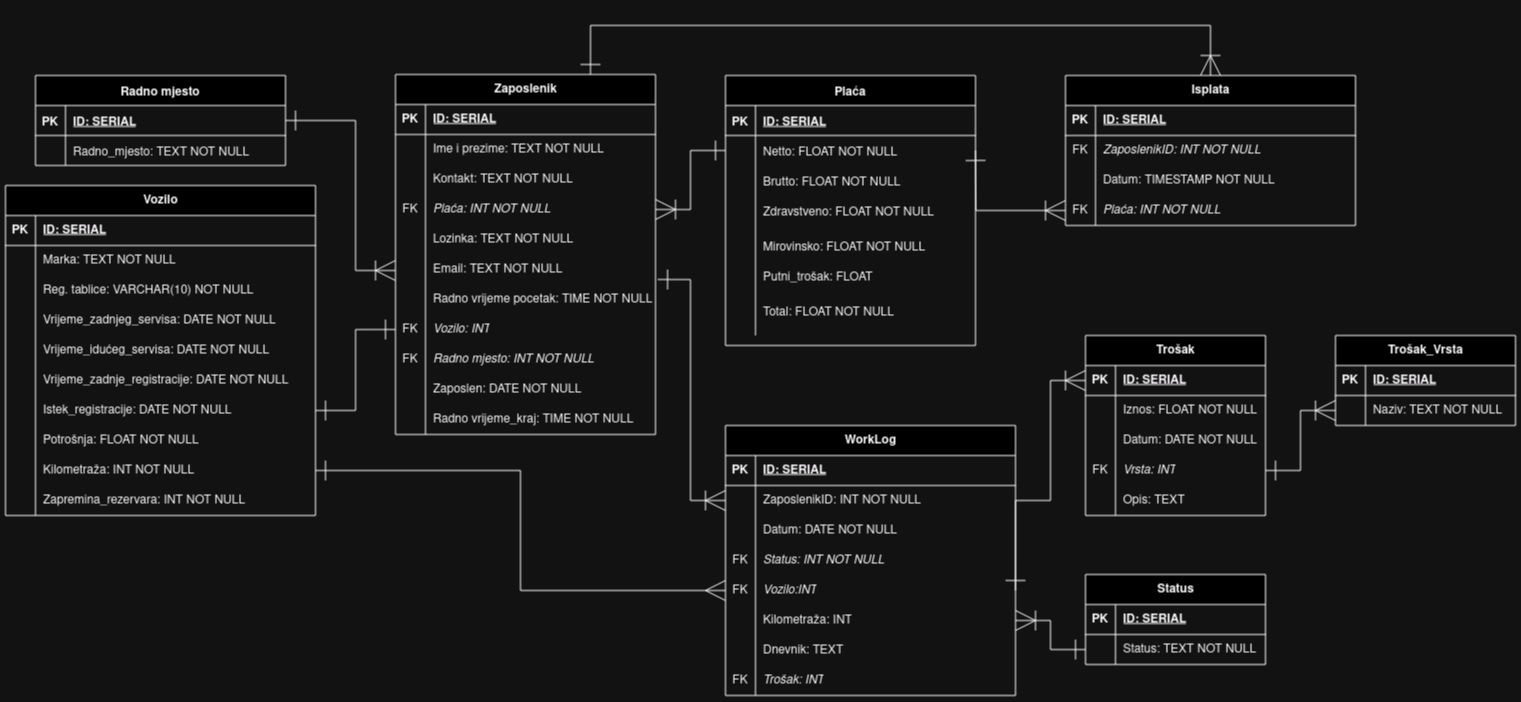 Radno mjesto
PK ID: SERIAL
Radno_mjesto: TEXT NOT NULL
Vozilo
PK ID: SERIAL
Marka: TEXT NOT NULL
Reg. tablice: VARCHAR(10) NOT NULL
Vrijeme_zadnjeg_servisa: DATE NOT NULL
Vrijeme_idućeg_servisa: DATE NOT NULL
Vrijeme_zadnje_registracije: DATE NOT NULL
Istek_registracije: DATE NOT NULL
Potrošnja: FLOAT NOT NULL
Kilometraža: INT NOT NULL
Zapremina_rezervara: INT NOT NULL
Zaposlenik
PK ID: SERIAL
Ime i prezime: TEXT NOT NULL
Kontakt: TEXT NOT NULL
FK Plaća: INT NOT NULL
Lozinka: TEXT NOT NULL
Email: TEXT NOT NULL
Radno vrijeme pocetak: TIME NOT NULL
FK Vozilo: INT
FK Radno mjesto: INT NOT NULL
Zaposlen: DATE NOT NULL
Radno vrijeme_kraj: TIME NOT NULL
Plaća
PK ID: SERIAL
Netto: FLOAT NOT NULL
Brutto: FLOAT NOT NULL
Zdravstveno: FLOAT NOT NULL
Mirovinsko: FLOAT NOT NULL
Putni_trošak: FLOAT
Total: FLOAT NOT NULL
Isplata
PK ID: SERIAL
FK ZaposlenikID: INT NOT NULL
Datum: TIMESTAMP NOT NULL
FK Plaća: INT NOT NULL
WorkLog
PK ID: SERIAL
ZaposlenikID: INT NOT NULL
Datum: DATE NOT NULL
FK Status: INT NOT NULL
FK Vozilo:INT
Kilometraža: INT
Dnevnik: TEXT
FK Trošak: INT
Trošak
PK ID: SERIAL
Iznos: FLOAT NOT NULL
Datum: DATE NOT NULL
FK Vrsta: INT
Opis: TEXT
Trošak_Vrsta
PK ID: SERIAL
Naziv: TEXT NOT NULL
Status
PK ID: SERIAL
Status: TEXT NOT NULL